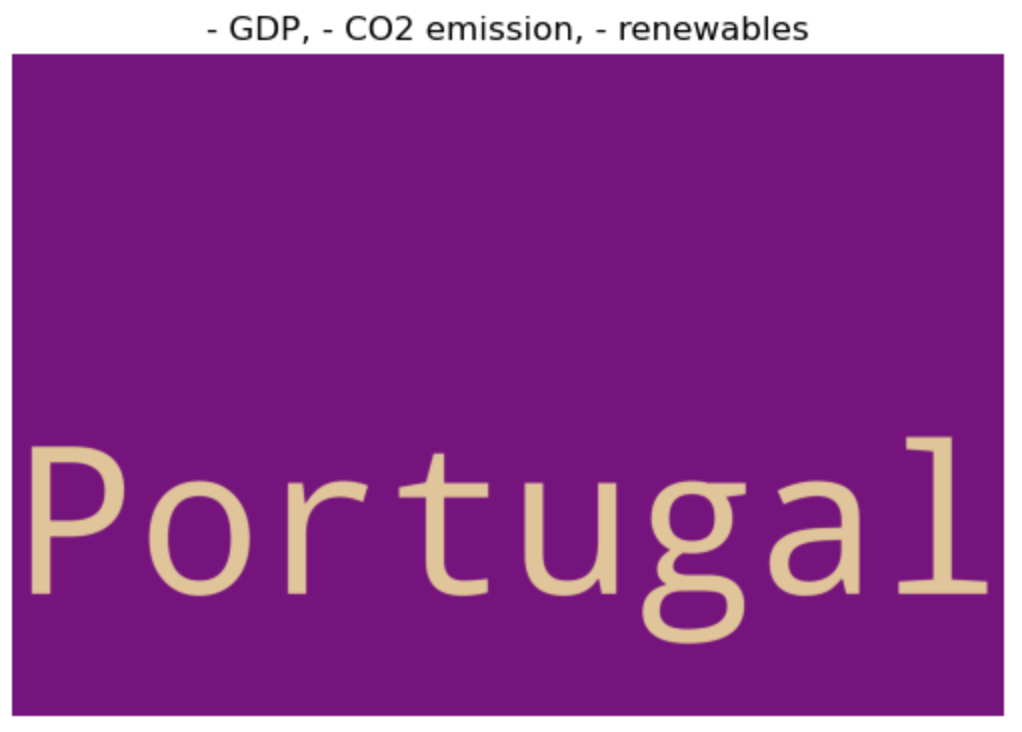 - GDP, - CO2 emission, - renewables
Portugal